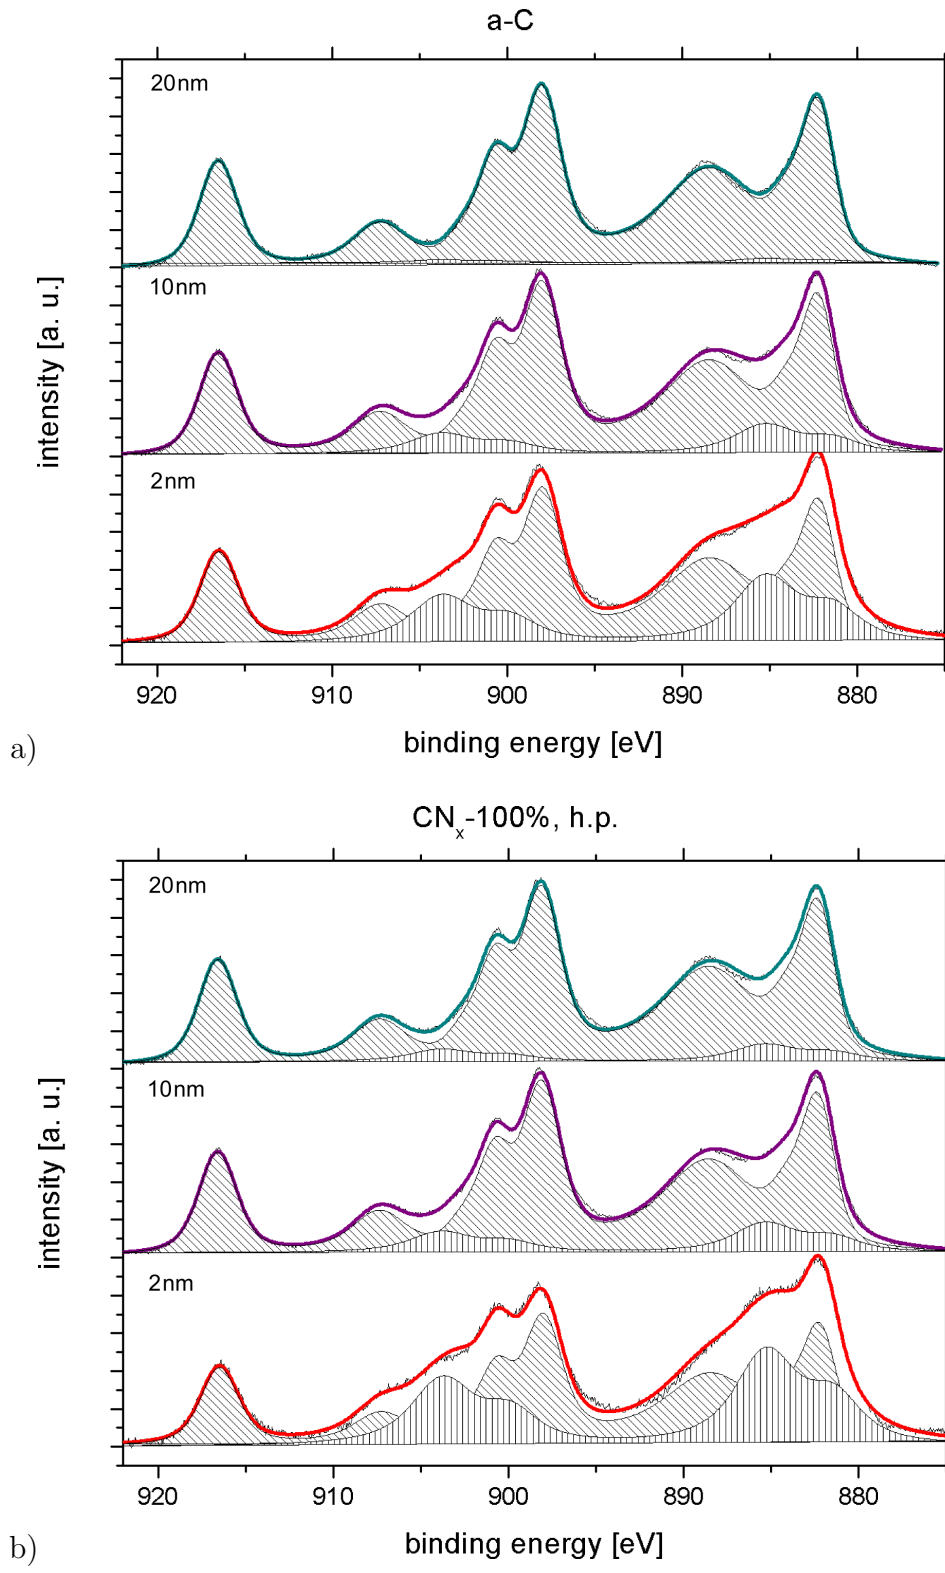 a-C
20nm
10nm
2nm
intensity [a. u.]
920 910 900 890 880
binding energy [eV]
a)
CNx-100%, h.p.
20nm
10nm
2nm
intensity [a. u.]
920 910 900 890 880
binding energy [eV]
b)